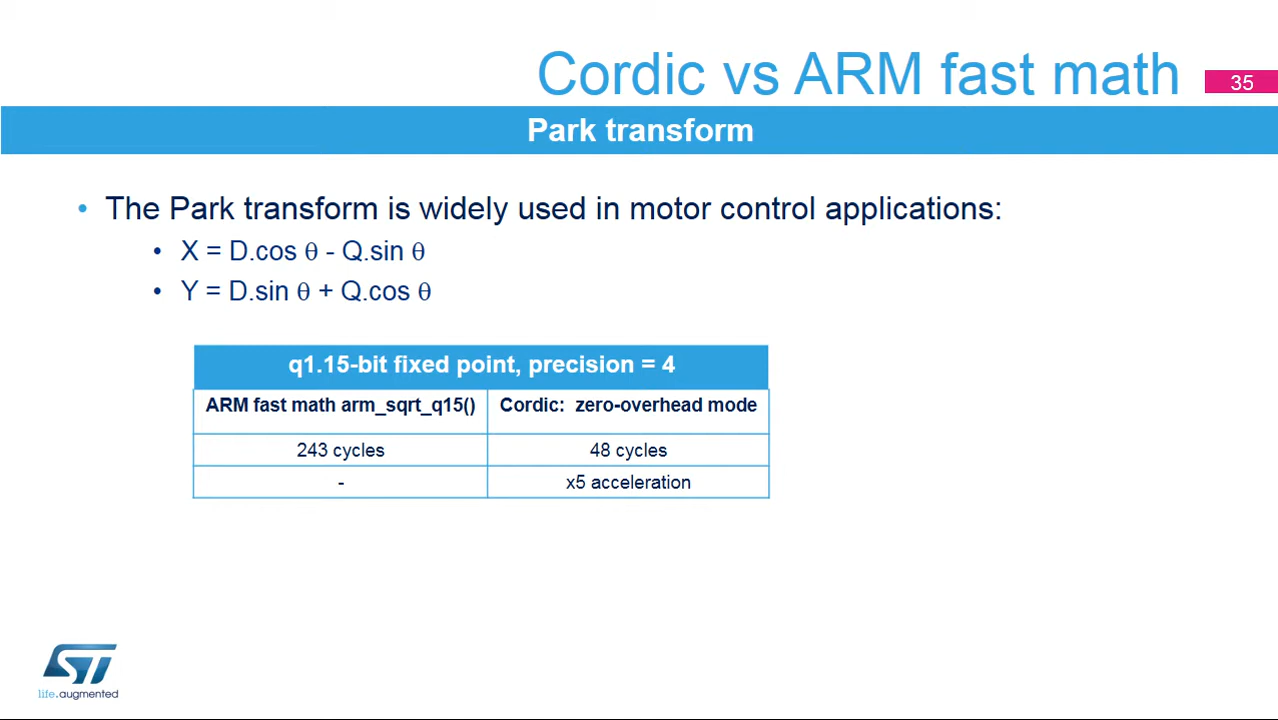 Cordic vs ARM fast math
35
Park transform
• The Park transform is widely used in motor control applications:
• X = D.cos θ - Q.sin θ
• Y = D.sin θ + Q.cos θ
q1.15-bit fixed point, precision = 4
ARM fast math arm_sqrt_q15() Cordic: zero-overhead mode
243 cycles 48 cycles
- x5 acceleration
ST
life.augmented